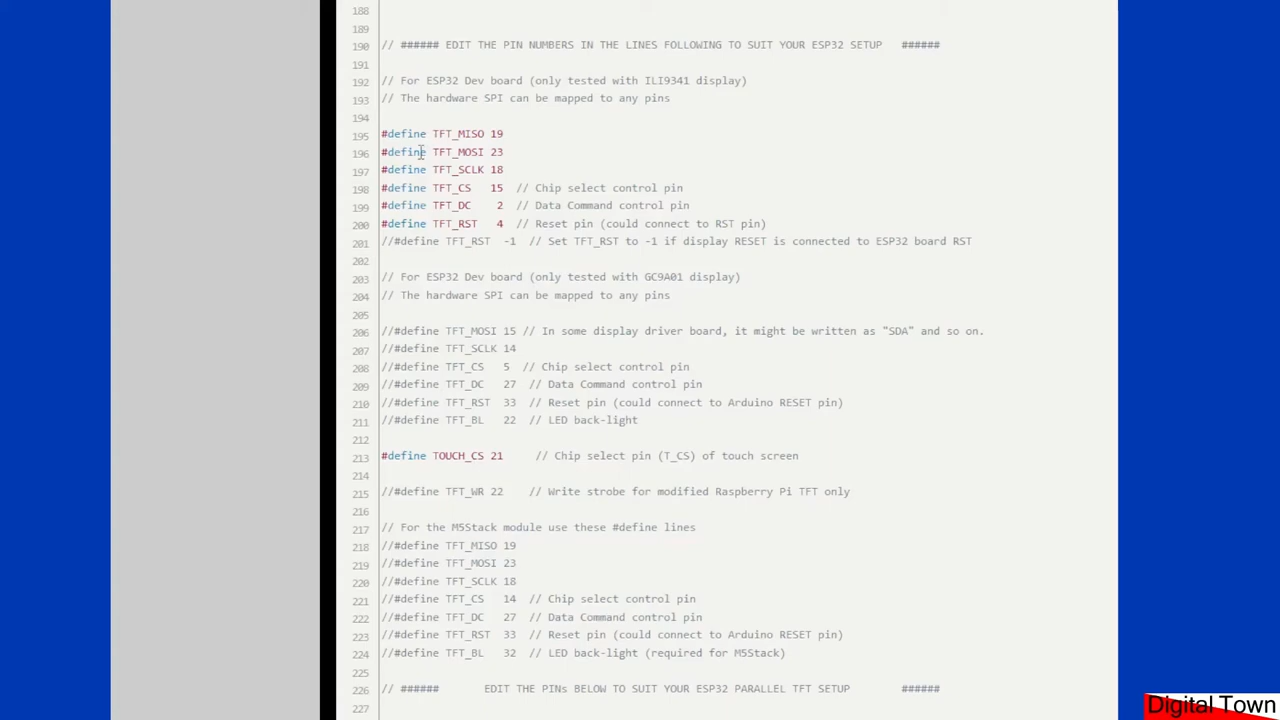 188
189
190 // ###### EDIT THE PIN NUMBERS IN THE LINES FOLLOWING TO SUIT YOUR ESP32 SETUP ######
191
192 // For ESP32 Dev board (only tested with ILI9341 display)
193 // The hardware SPI can be mapped to any pins
194
195 #define TFT_MISO 19
196 #define TFT_MOSI 23
197 #define TFT_SCLK 18
198 #define TFT_CS 15 // Chip select control pin
199 #define TFT_DC 2 // Data Command control pin
200 #define TFT_RST 4 // Reset pin (could connect to RST pin)
201 //#define TFT_RST -1 // Set TFT_RST to -1 if display RESET is connected to ESP32 board RST
202
203 // For ESP32 Dev board (only tested with GC9A01 display)
204 // The hardware SPI can be mapped to any pins
205
206 //#define TFT_MOSI 15 // In some display driver board, it might be written as "SDA" and so on.
207 //#define TFT_SCLK 14
208 //#define TFT_CS 5 // Chip select control pin
209 //#define TFT_DC 27 // Data Command control pin
210 //#define TFT_RST 33 // Reset pin (could connect to Arduino RESET pin)
211 //#define TFT_BL 22 // LED back-light
212
213 #define TOUCH_CS 21 // Chip select pin (T_CS) of touch screen
214
215 //#define TFT_WR 22 // Write strobe for modified Raspberry Pi TFT only
216
217 // For the M5Stack module use these #define lines
218 //#define TFT_MISO 19
219 //#define TFT_MOSI 23
220 //#define TFT_SCLK 18
221 //#define TFT_CS 14 // Chip select control pin
222 //#define TFT_DC 27 // Data Command control pin
223 //#define TFT_RST 33 // Reset pin (could connect to Arduino RESET pin)
224 //#define TFT_BL 32 // LED back-light (required for M5Stack)
225
226 // ###### EDIT THE PINs BELOW TO SUIT YOUR ESP32 PARALLEL TFT SETUP ######
227
Digital Town